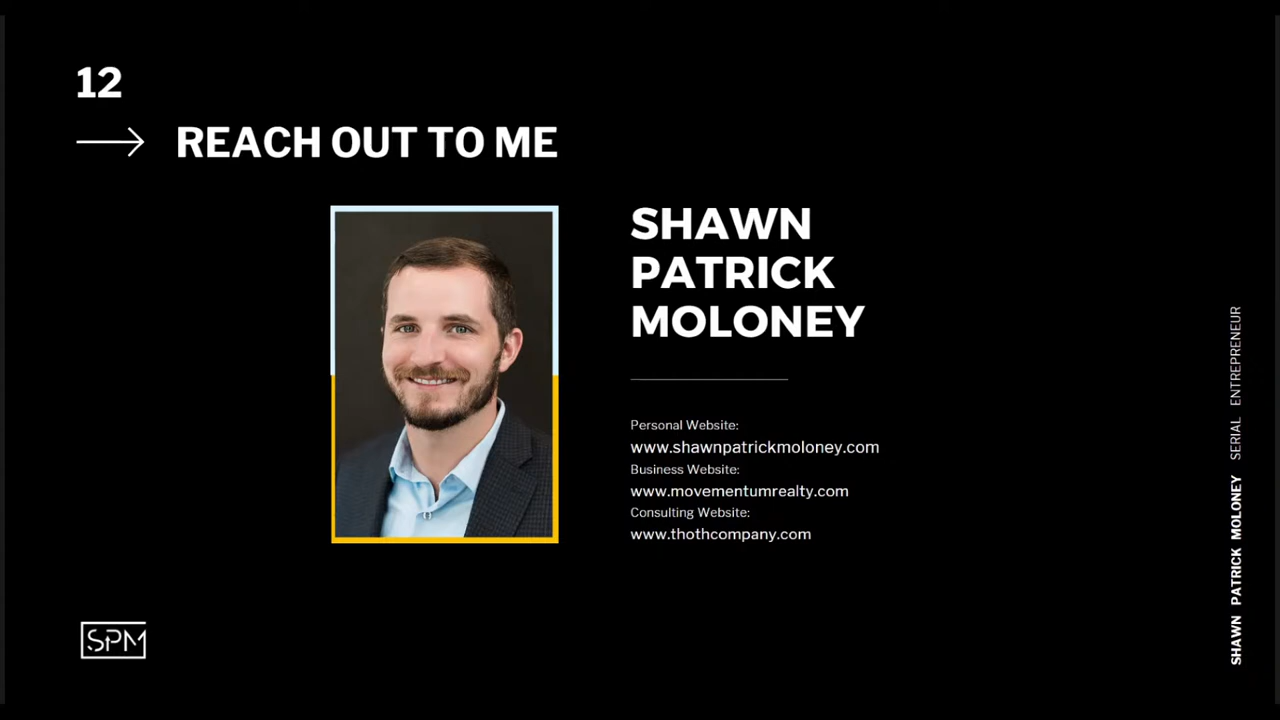 12
REACH OUT TO ME
SHAWN
PATRICK
MOLONEY
Personal Website:
www.shawnpatrickmoloney.com
Business Website:
www.movementumrealty.com
Consulting Website:
www.thothcompany.com
SPM
SHAWN PATRICK MOLONEY SERIAL ENTREPRENEUR